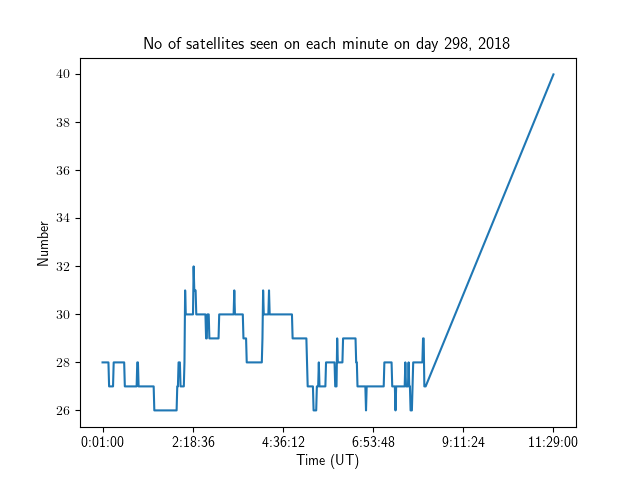 No of satellites seen on each minute on day 298, 2018
40
38
36
34
32
30
28
26
Number
0:01:00 2:18:36 4:36:12 6:53:48 9:11:24 11:29:00
Time (UT)